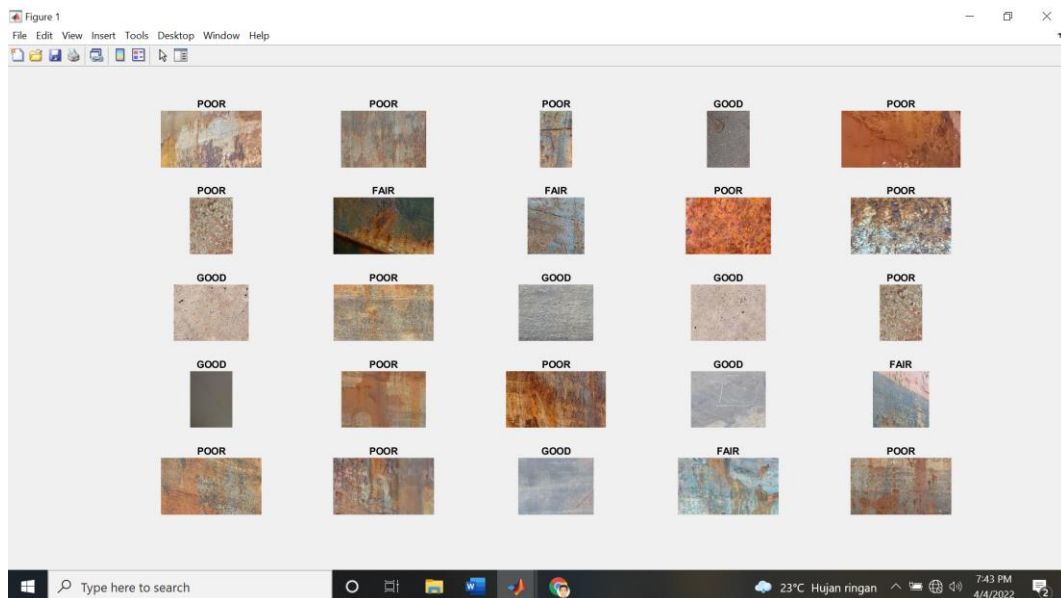 Figure 1
File Edit View Insert Tools Desktop Window Help
POOR POOR POOR GOOD POOR
POOR FAIR FAIR POOR POOR
GOOD POOR GOOD GOOD POOR
GOOD POOR POOR GOOD FAIR
POOR POOR GOOD FAIR POOR
Type here to search
23°C Hujan ringan
7:43 PM
4/4/2022
2